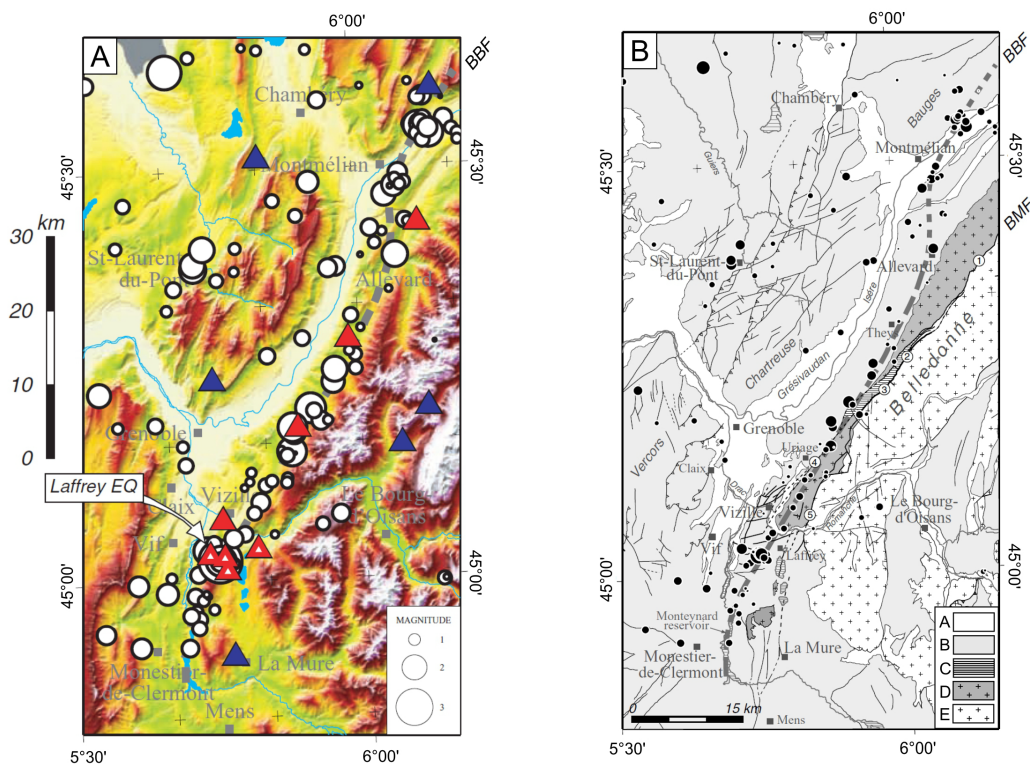 6°00'
A
BBF
Chambéry
Montmélian
45°30'
45°30'
km
30
20
10
0
St-Laurent
du-Pont
Allevard
Grenoble
Laffrey EQ
Claix
Vizille
Le Bourg
d'Oisans
Vif
45°00'
45°00'
MAGNITUDE
1
2
3
Monestier
de-Clermont
La Mure
Mens
5°30'
6°00'
6°00'
B
BBF
Chambéry
Bauges
Montmélian
Guiers
45°30'
BMF
St-Laurent-
du-Pont
Allevard
1
Isère
Theys
2
Chartreuse
Grésivaudan
3
Belledonne
Grenoble
Vercors
Uriage
Claix
4
Drac
Vizille
5
Romanche
Le Bourg-
d'Oisans
Vif
Laffrey
45°00'
Monteynard
reservoir
Monestier-
de-Clermont
La Mure
A
B
C
D
E
0
15 km
Mens
5°30'
6°00'